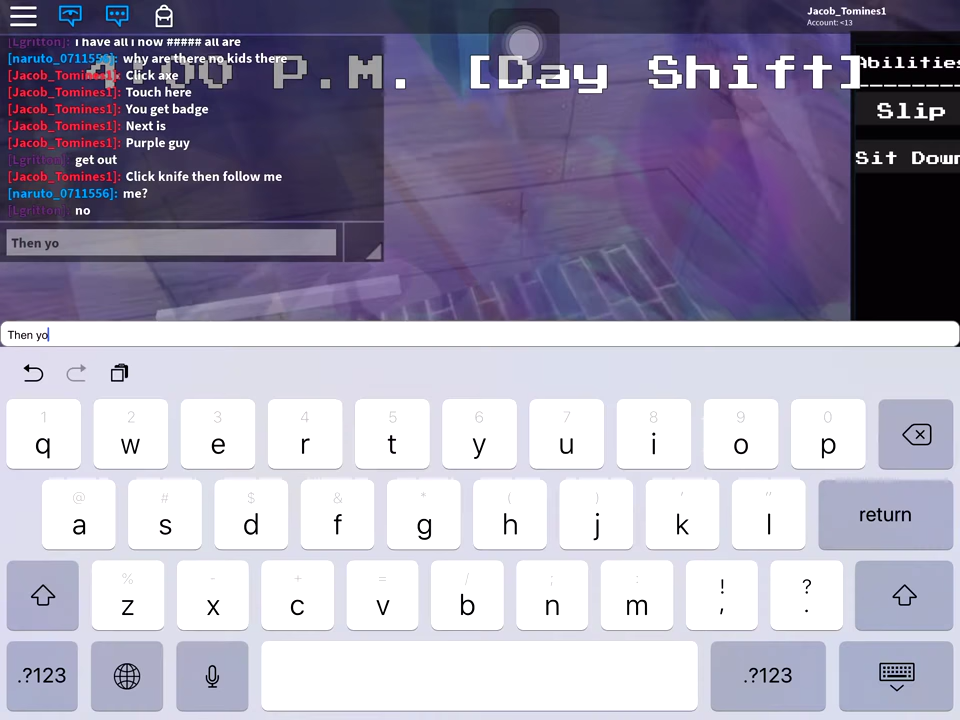 Jacob_Tomines1
Account: <13
[Lgritton]: i have all i now ##### all are
[naruto_0711556]: why are there no kids there
[Jacob_Tomines1]: Click axe
[Jacob_Tomines1]: Touch here
[Jacob_Tomines1]: You get badge
[Jacob_Tomines1]: Next is
[Jacob_Tomines1]: Purple guy
[Lgritton]: get out
[Jacob_Tomines1]: Click knife then follow me
[naruto_0711556]: me?
[Lgritton]: no
4:00 P.M. [Day Shift]
Abilities
Slip
Sit Down
Then yo
Then yo
1 2 3 4 5 6 7 8 9 0
q w e r t y u i o p
@ # $ & * ( ) ' "
a s d f g h j k l return
% - + = / ; : ! ?
z x c v b n m , .
.?123 .?123